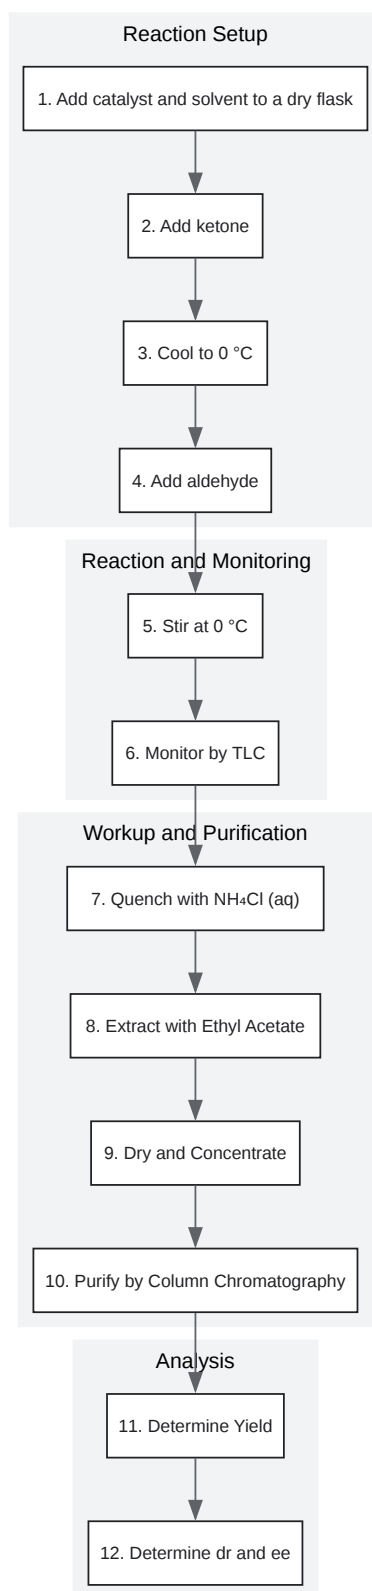 Reaction Setup
1. Add catalyst and solvent to a dry flask
2. Add ketone
3. Cool to 0 °C
4. Add aldehyde
Reaction and Monitoring
5. Stir at 0 °C
6. Monitor by TLC
Workup and Purification
7. Quench with NH₄Cl (aq)
8. Extract with Ethyl Acetate
9. Dry and Concentrate
10. Purify by Column Chromatography
Analysis
11. Determine Yield
12. Determine dr and ee